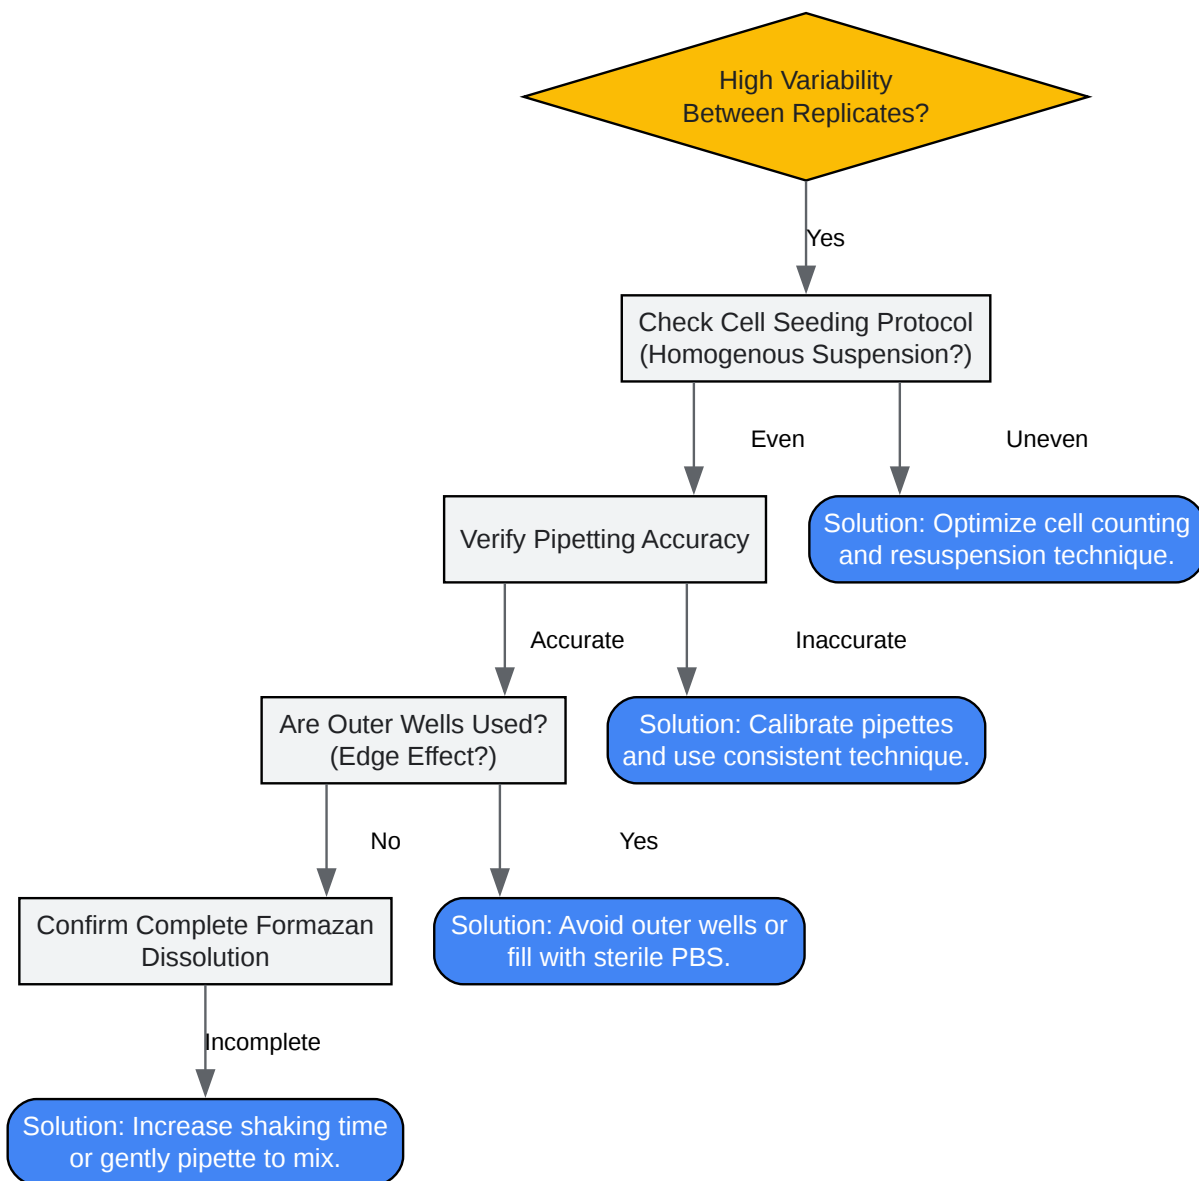 High Variability
Between Replicates?
Yes
Check Cell Seeding Protocol
(Homogenous Suspension?)
Even
Uneven
Verify Pipetting Accuracy
Solution: Optimize cell counting
and resuspension technique.
Accurate
Inaccurate
Are Outer Wells Used?
(Edge Effect?)
Solution: Calibrate pipettes
and use consistent technique.
No
Yes
Confirm Complete Formazan
Dissolution
Solution: Avoid outer wells or
fill with sterile PBS.
Incomplete
Solution: Increase shaking time
or gently pipette to mix.